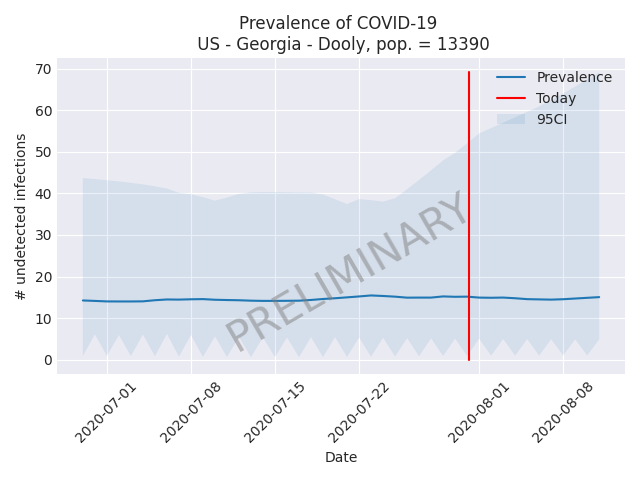 Prevalence of COVID-19
US - Georgia - Dooly, pop. = 13390
70
60
50
40
30
20
10
0
# undetected infections
Prevalence
Today
95CI
PRELIMINARY
2020-07-01
2020-07-08
2020-07-15
2020-07-22
2020-08-01
2020-08-08
Date